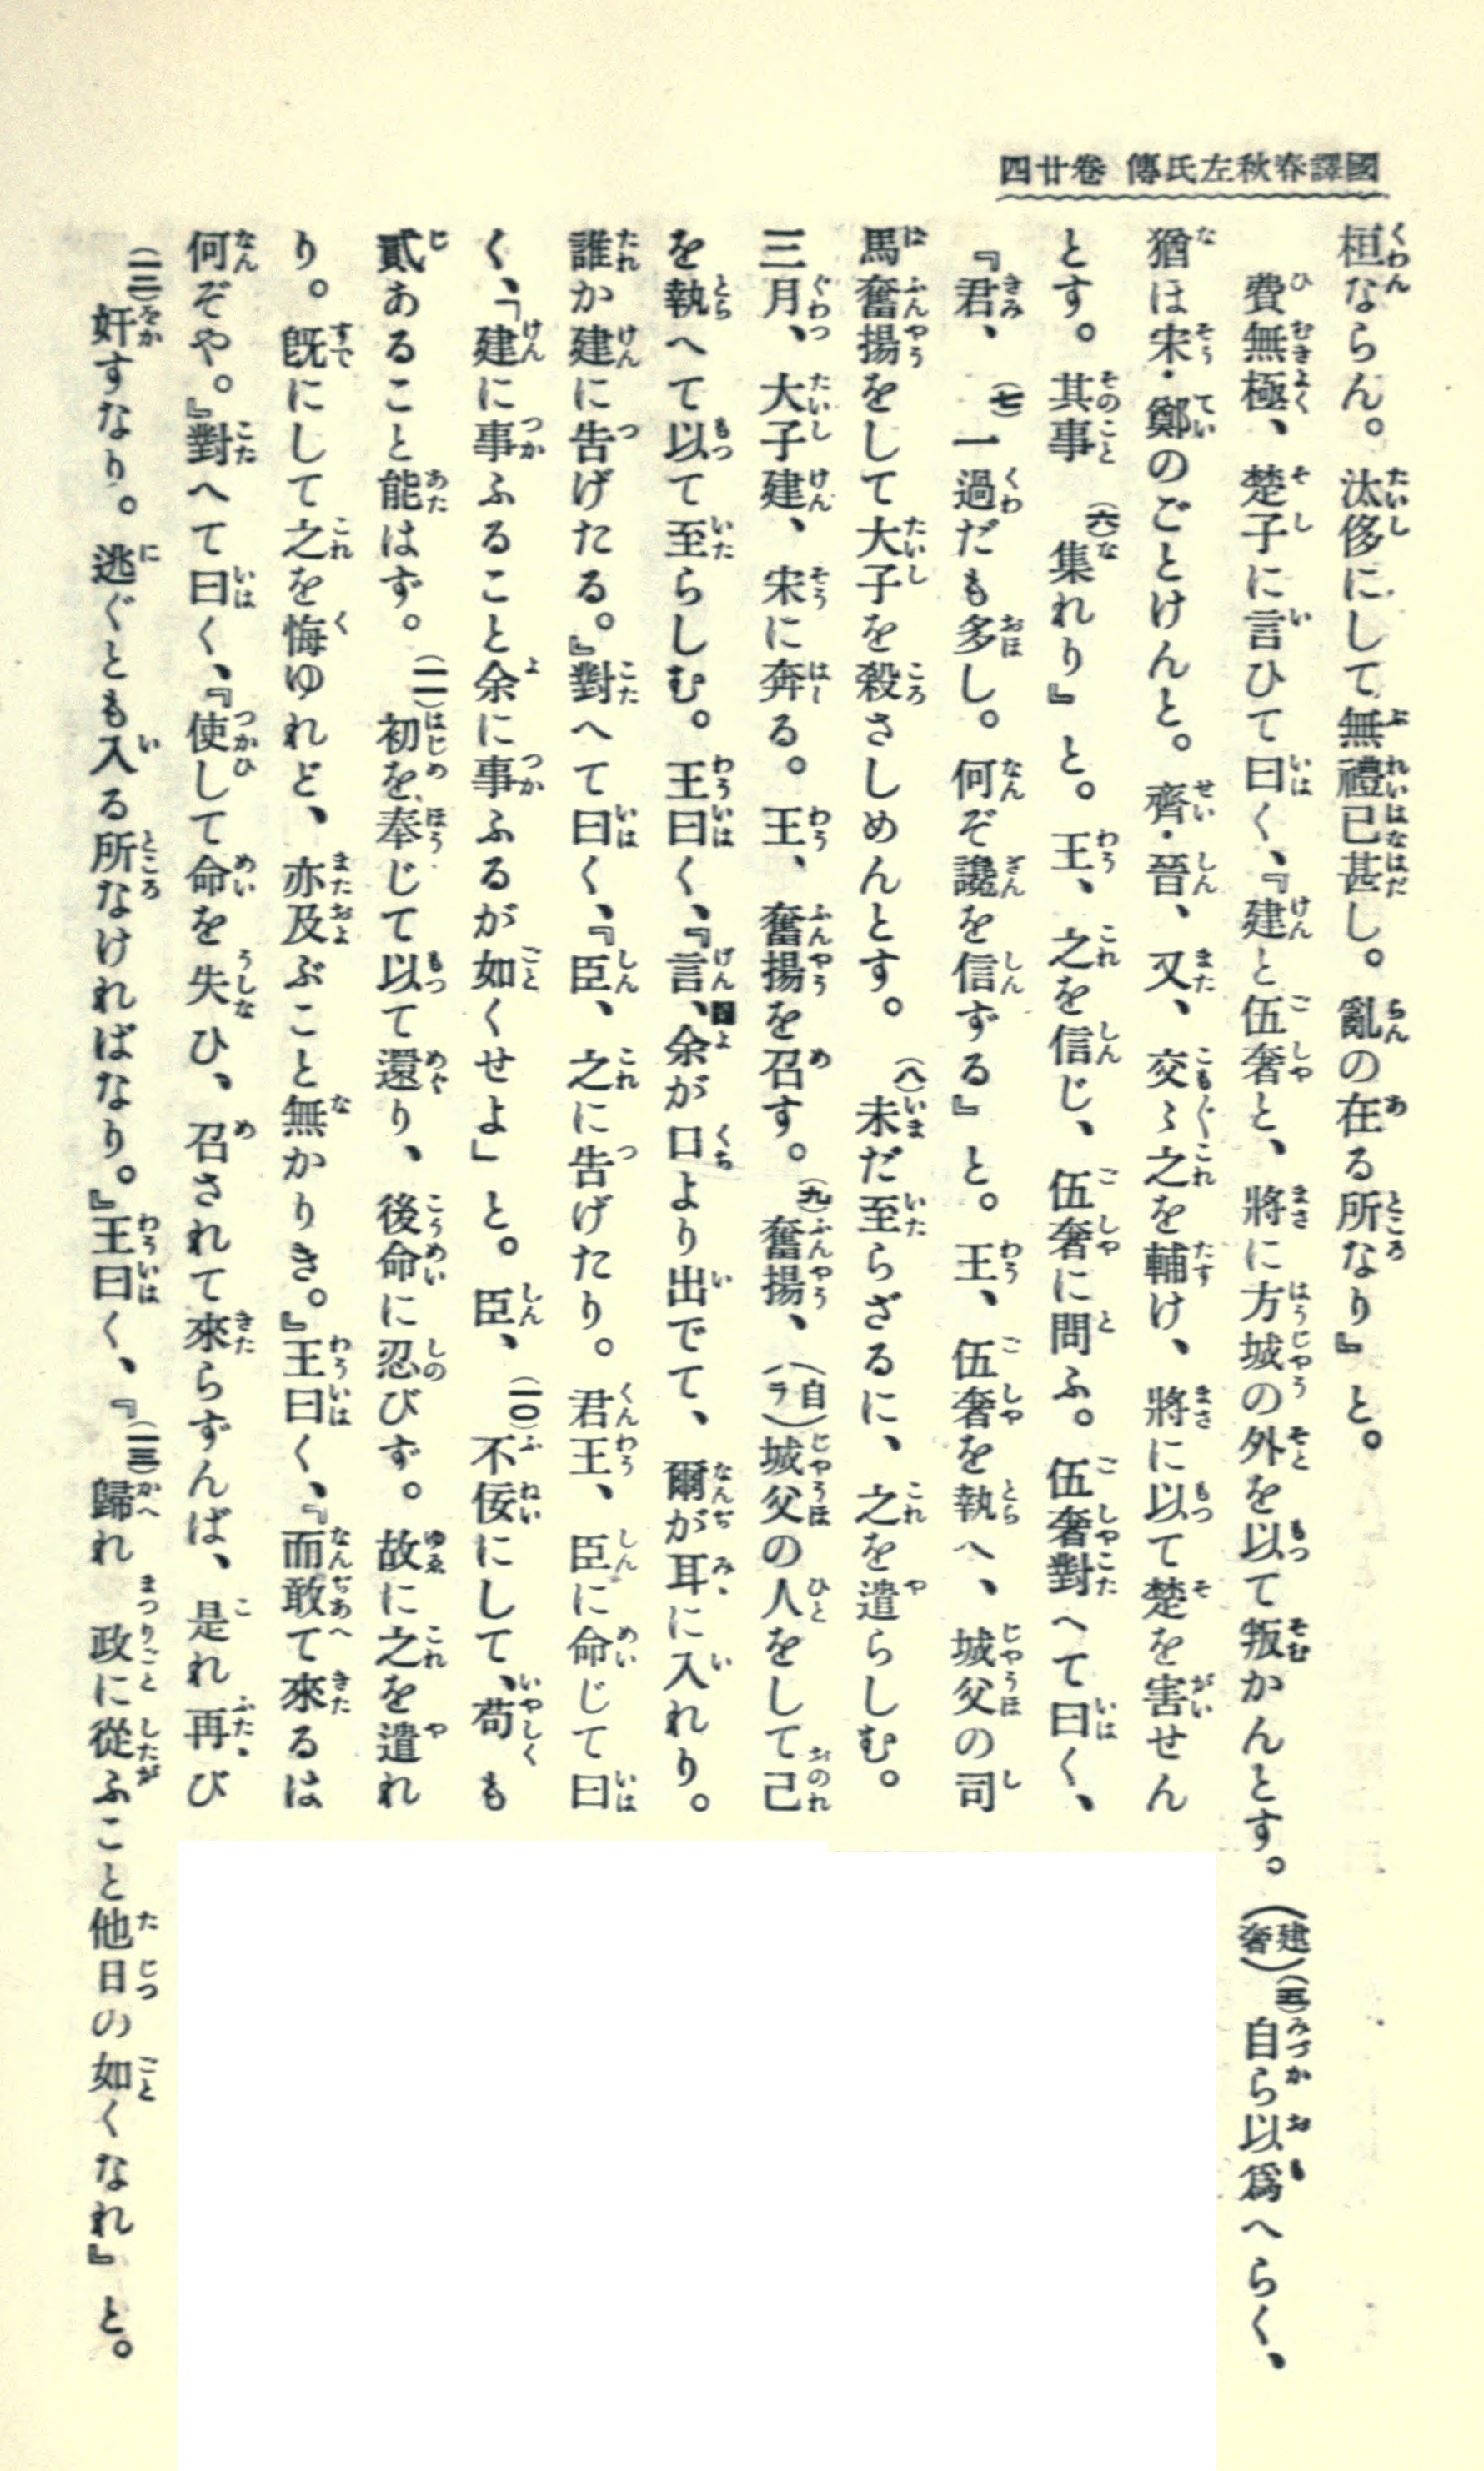 國譯春秋左氏傳 卷廿四
桓ならん。汰侈にして無禮已甚し。亂の在る所なり』と。
費無極、楚子に言ひて曰く、『建と伍奢と、將に方城の外を以て叛かんとす。(建奢)(五)自ら以爲へらく、
猶ほ宋・鄭のごとけんと。齊・晉、又、交〻之を輔け、將に以て楚を害せん
とす。其事(六)集れり』と。王、之を信じ、伍奢に問ふ。伍奢對へて曰く、
『君、(七)一過だも多し。何ぞ讒を信ずる』と。王、伍奢を執へ、城父の司
馬奮揚をして大子を殺さしめんとす。(八)未だ至らざるに、之を遣らしむ。
三月、大子建、宋に奔る。王、奮揚を召す。(九)奮揚、(自ラ)城父の人をして己
を執へて以て至らしむ。王曰く、『言、余が口より出でて、爾が耳に入れり。
誰か建に告げたる。』對へて曰く、『臣、之に告げたり。君王、臣に命じて曰
く、「建に事ふること余に事ふるが如くせよ」と。臣、(一〇)不佞にして、苟も
貳あること能はず。(一一)初を奉じて以て還り、後命に忍びず。故に之を遣れ
り。旣にして之を悔ゆれど、亦及ぶこと無かりき。』王曰く、『而敢て來るは
何ぞや。』對へて曰く、『使して命を失ひ、召されて來らずんば、是れ再び
(一二)奸すなり。逃ぐとも入る所なければなり。』王曰く、『(一三)歸れ 政に從ふこと他日の如くなれ』と。